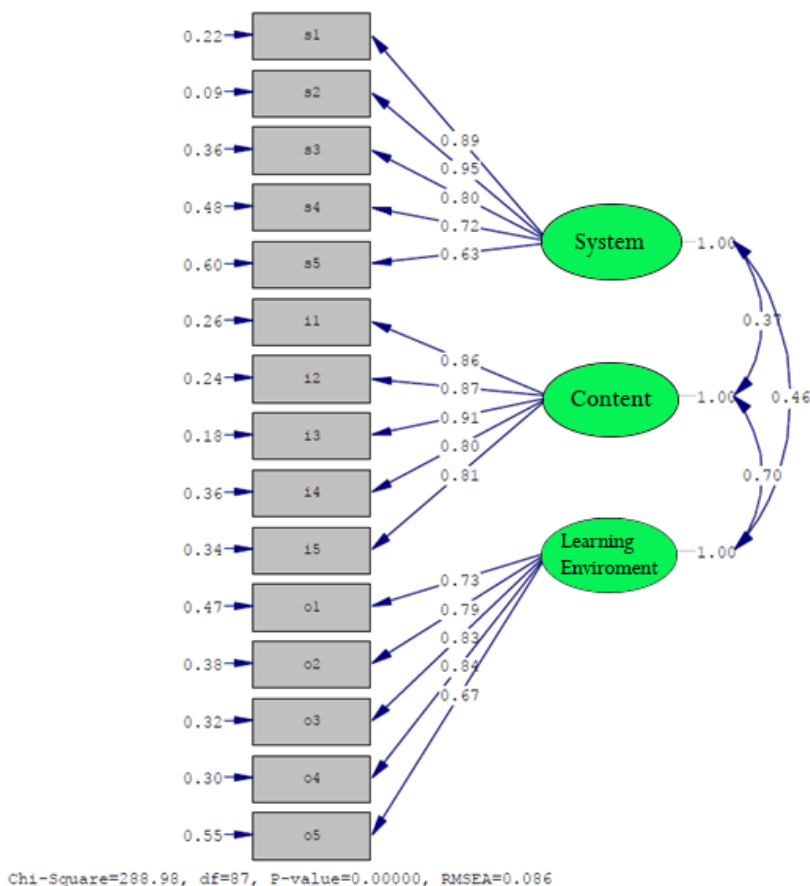 0.22 s1
0.09 s2
0.36 s3
0.48 s4
0.60 s5
0.26 i1
0.24 i2
0.18 i3
0.36 i4
0.34 i5
0.47 o1
0.38 o2
0.32 o3
0.30 o4
0.55 o5
0.89
0.95
0.80
0.72
0.63
0.86
0.87
0.91
0.80
0.81
0.73
0.79
0.83
0.84
0.67
System
Content
Learning
Enviroment
1.00
1.00
1.00
0.37
0.46
0.70
Chi-Square=288.98, df=87, P-value=0.00000, RMSEA=0.086